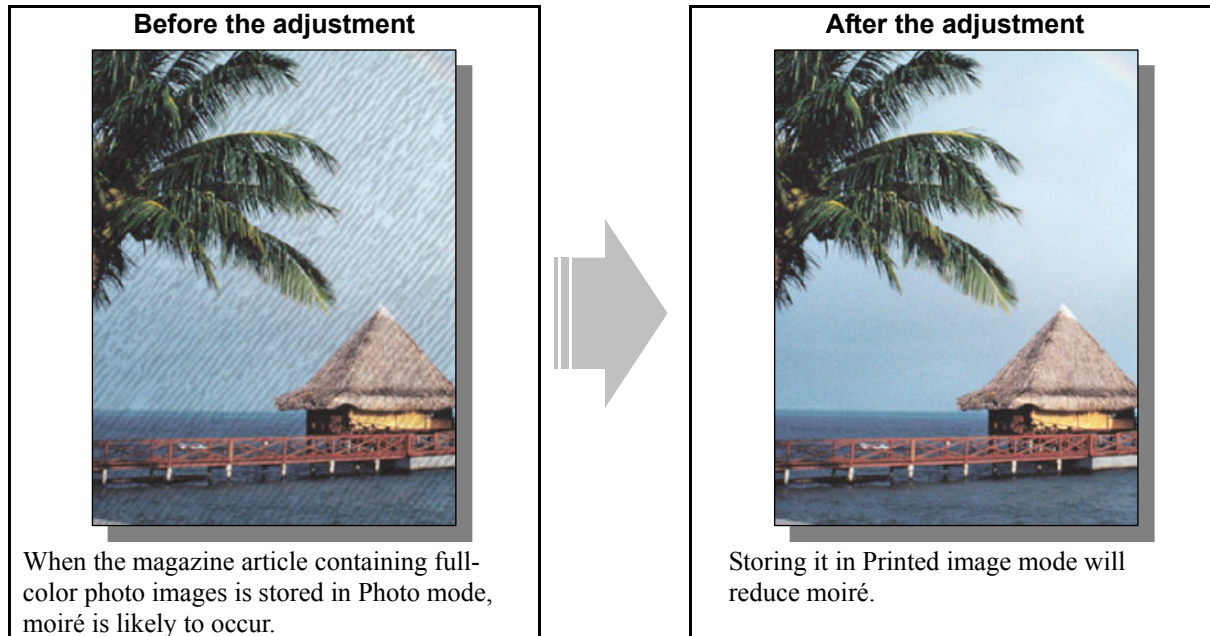 Before the adjustment
When the magazine article containing full-
color photo images is stored in Photo mode,
moiré is likely to occur.
After the adjustment
Storing it in Printed image mode will
reduce moiré.